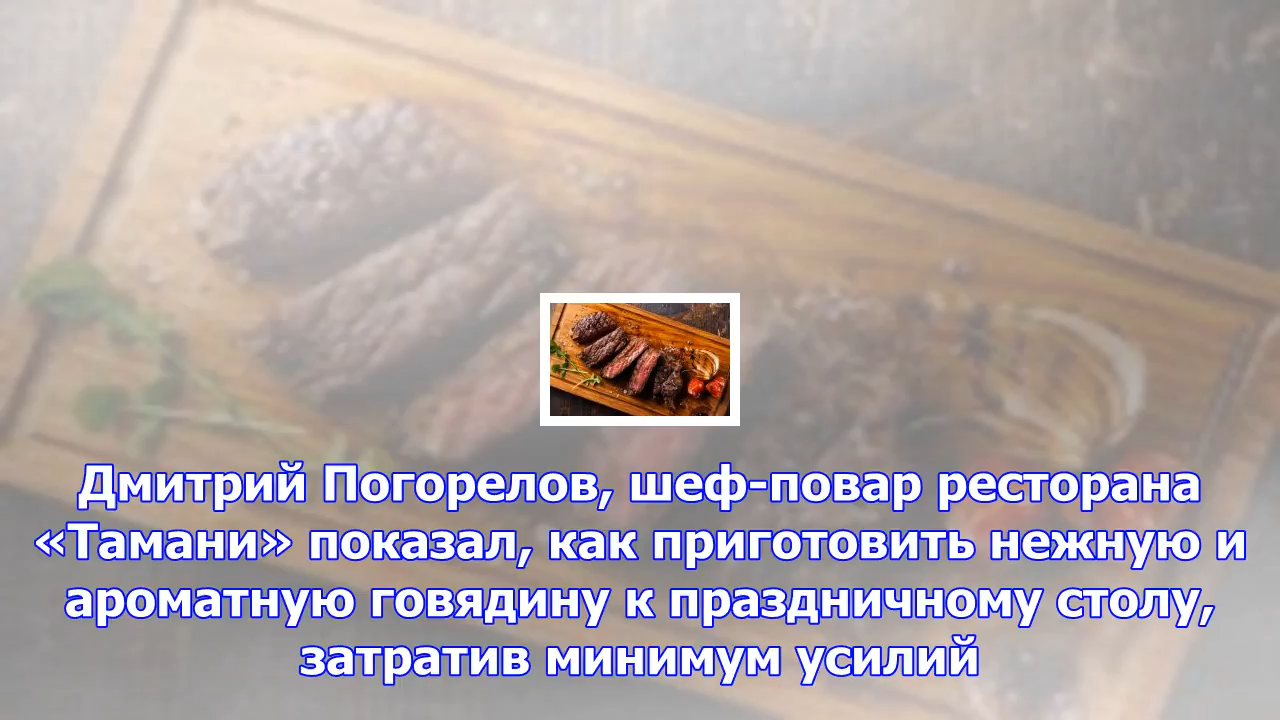 Дмитрий Погорелов, шеф-повар ресторана
«Тамани» показал, как приготовить нежную и
ароматную говядину к праздничному столу,
затратив минимум усилий